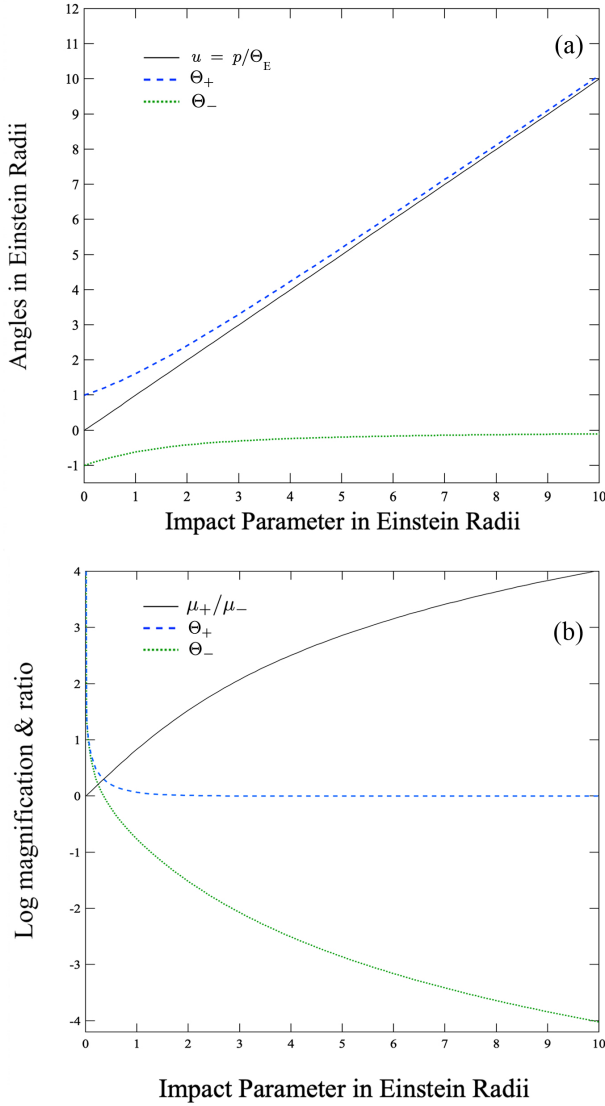 12
11
10
9
8
7
6
5
4
3
2
1
0
-1
Angles in Einstein Radii
(a)
u = p/Θ_E
Θ_+
Θ_−
0 1 2 3 4 5 6 7 8 9 10
Impact Parameter in Einstein Radii
4
3
2
1
0
-1
-2
-3
-4
Log magnification & ratio
(b)
μ_+/μ_−
Θ_+
Θ_−
0 1 2 3 4 5 6 7 8 9 10
Impact Parameter in Einstein Radii